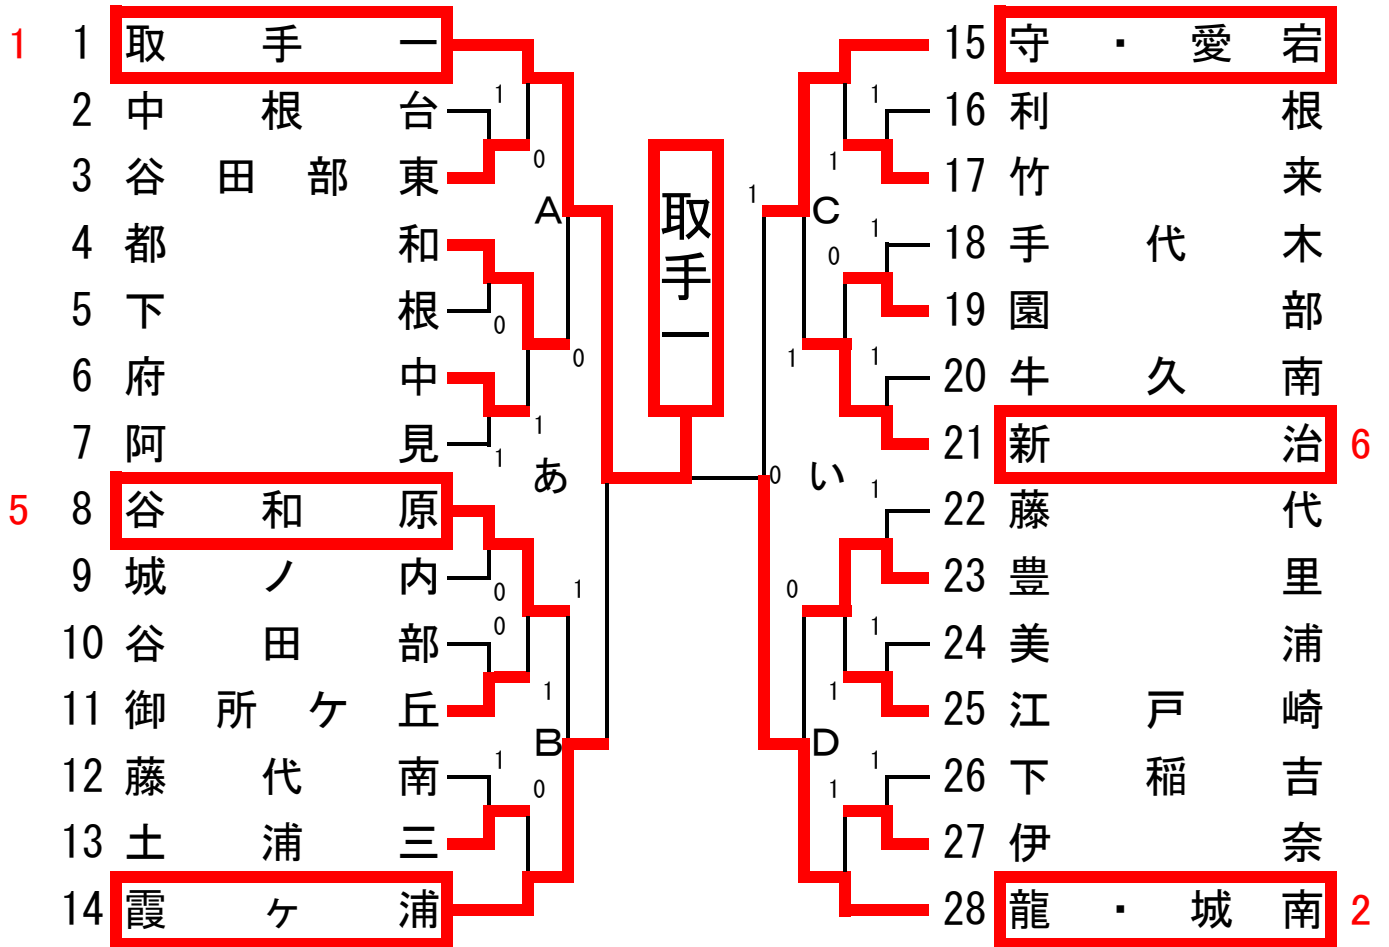 1 1 取手一
2 中根台
3 谷田部東
4 都和
5 下根
6 府中
7 阿見
5 8 谷和原
9 城ノ内
10 谷田部
11 御所ケ丘
12 藤代南
13 土浦三
14 霞ヶ浦
1
0
A
0
0
1
1
あ
0
0
1
1
B
1
0
取手一
1
0
C
1
1
1
0
1
1
い
1
0
D
1
1
1
1
15 守・愛宕
16 利根
17 竹来
18 手代木
19 園部
20 牛久南
21 新治 6
22 藤代
23 豊里
24 美浦
25 江戸崎
26 下稲吉
27 伊奈
28 龍・城南 2